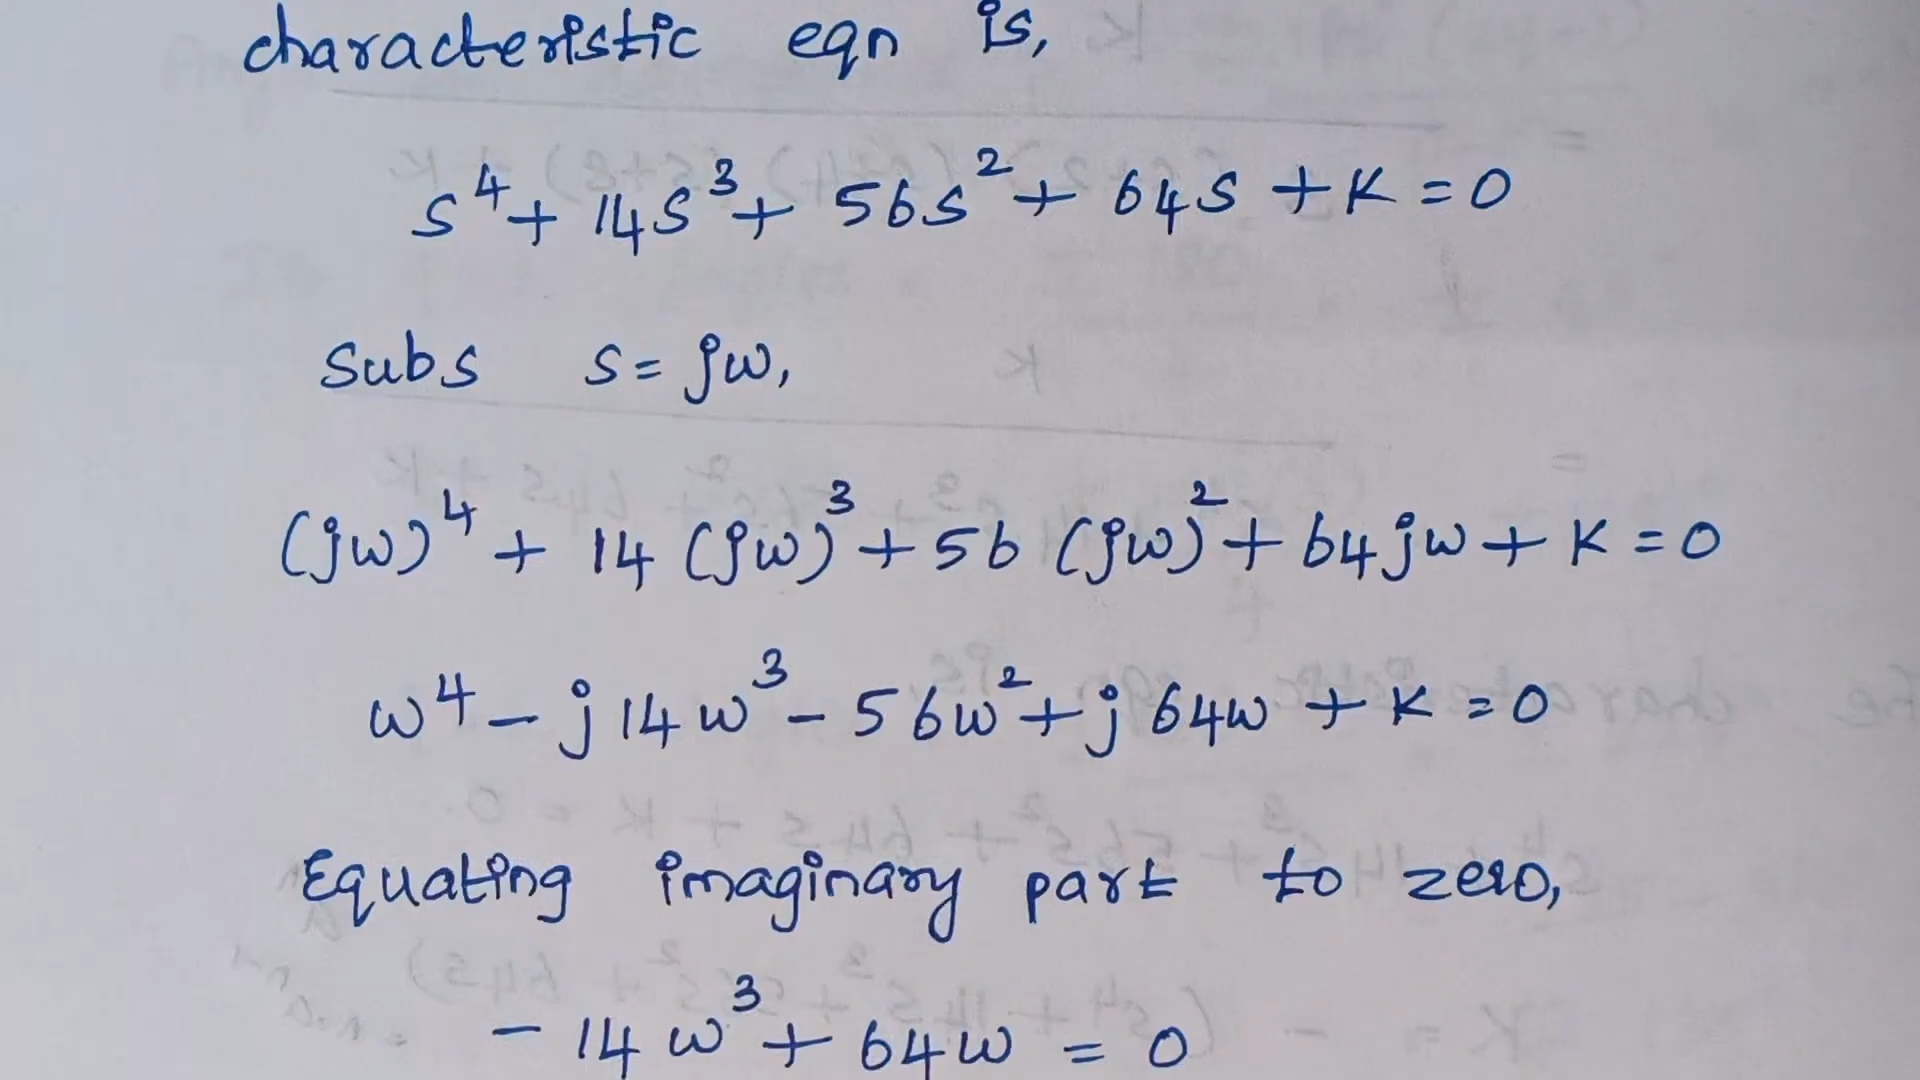 characteristic eqn is,
s⁴ + 14s³ + 56s² + 64s + K = 0
Subs s = jω,
(jω)⁴ + 14 (jω)³ + 56 (jω)² + 64jω + K = 0
ω⁴ - j14ω³ - 56ω² + j64ω + K = 0
Equating imaginary part to zero,
- 14ω³ + 64ω = 0